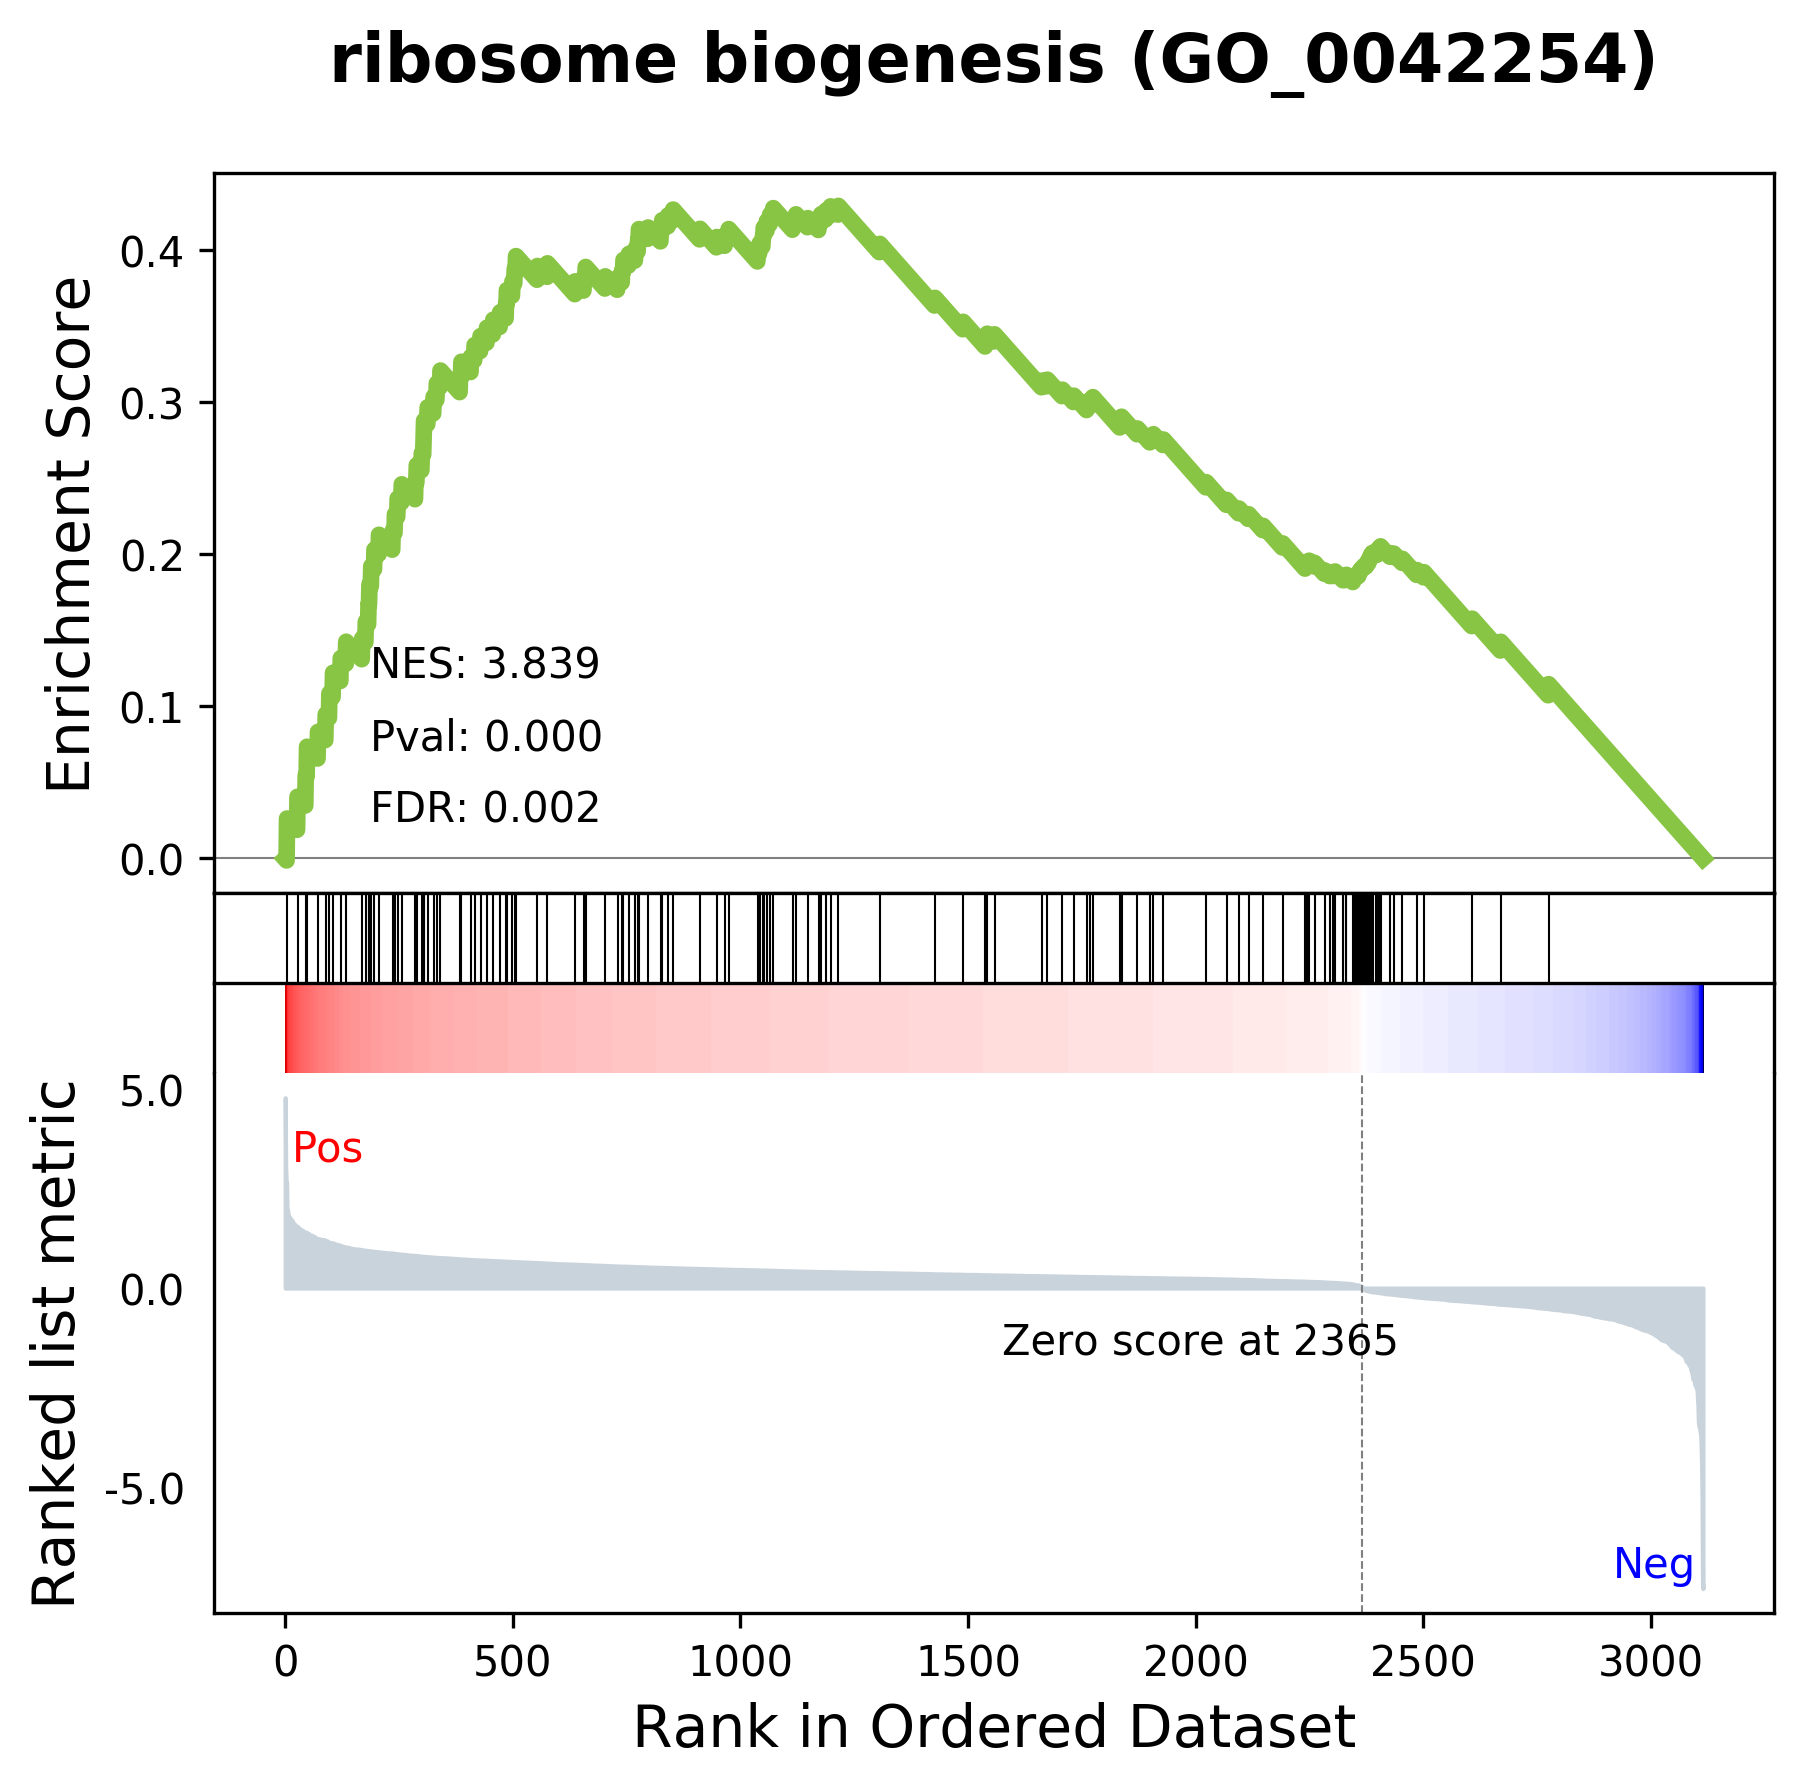 ribosome biogenesis (GO_0042254)
Enrichment Score
0.4
0.3
0.2
0.1
0.0
NES: 3.839
Pval: 0.000
FDR: 0.002
Ranked list metric
5.0
0.0
-5.0
Pos
Zero score at 2365
Neg
0 500 1000 1500 2000 2500 3000
Rank in Ordered Dataset